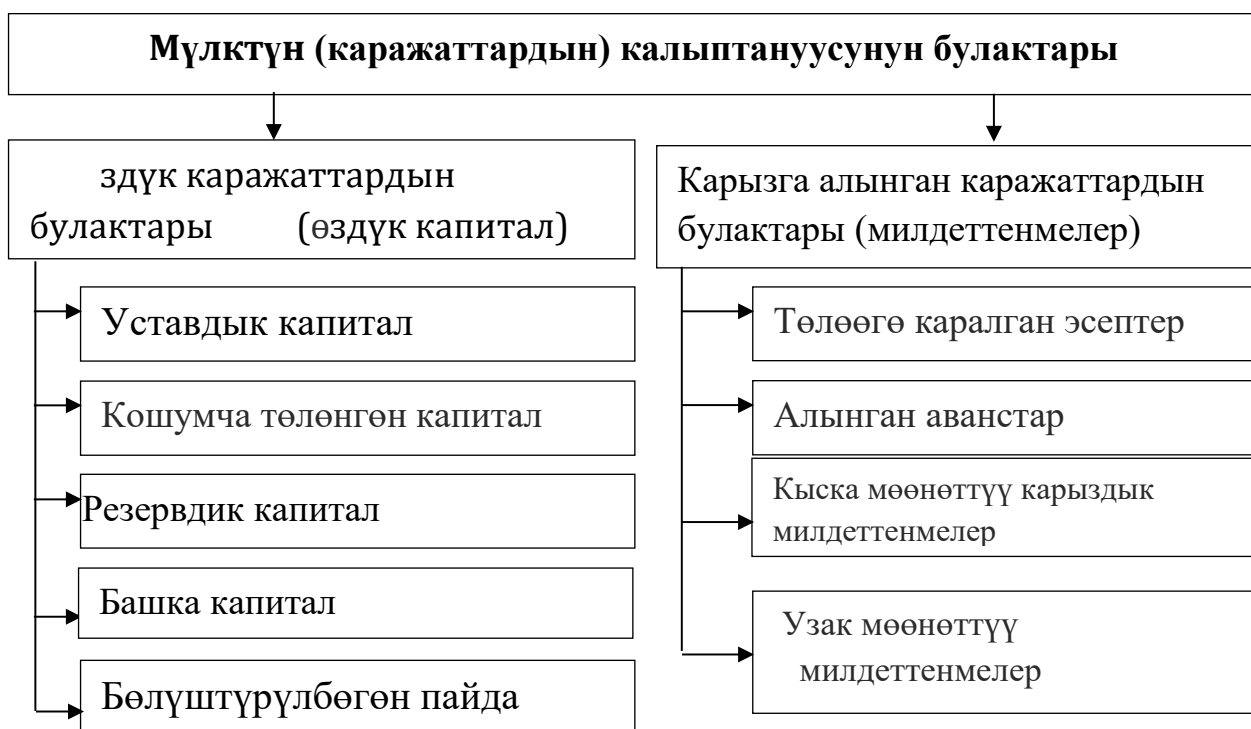 Мүлктүн (каражаттардын) калыптануусунун булактары
здүк каражаттардын
булактары (өздүк капитал)
Уставдык капитал
Кошумча төлөнгөн капитал
Резервдик капитал
Башка капитал
Бөлүштүрүлбөгөн пайда
Карызга алынган каражаттардын
булактары (милдеттенмелер)
Төлөөгө каралган эсептер
Алынган аванстар
Кыска мөөнөттүү карыздык
милдеттенмелер
Узак мөөнөттүү
милдеттенмелер